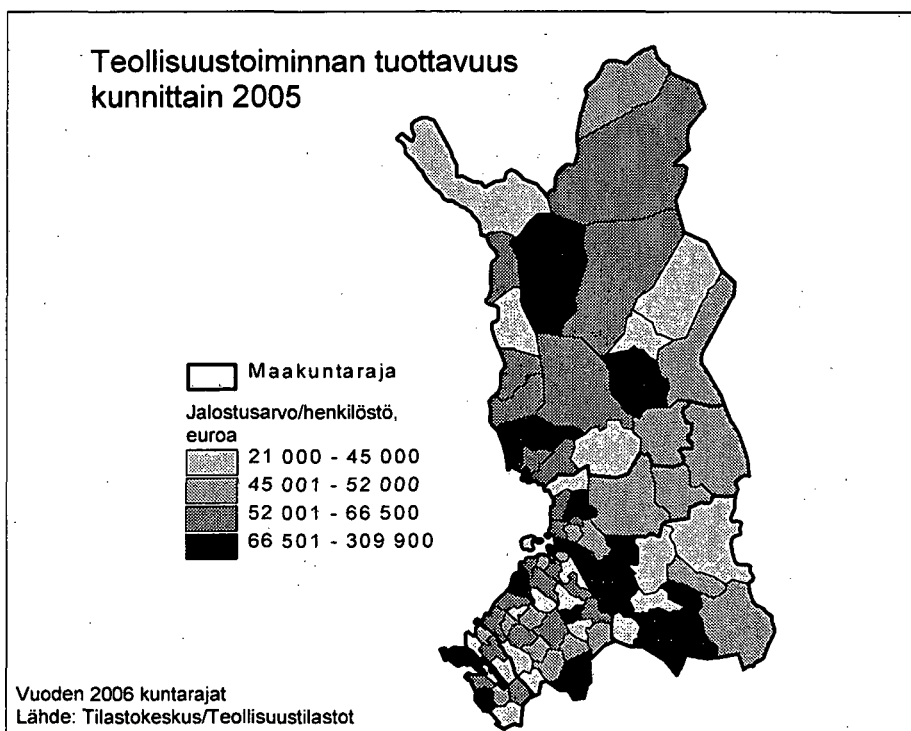 Teollisuustoiminnan tuottavuus
kunnittain 2005
Maakuntaraja
Jalostusarvo/henkilöstö,
euroa
21 000 - 45 000
45 001 - 52 000
52 001 - 66 500
66 501 - 309 900
Vuoden 2006 kuntarajat
Lähde: Tilastokeskus/Teollisuustilastot